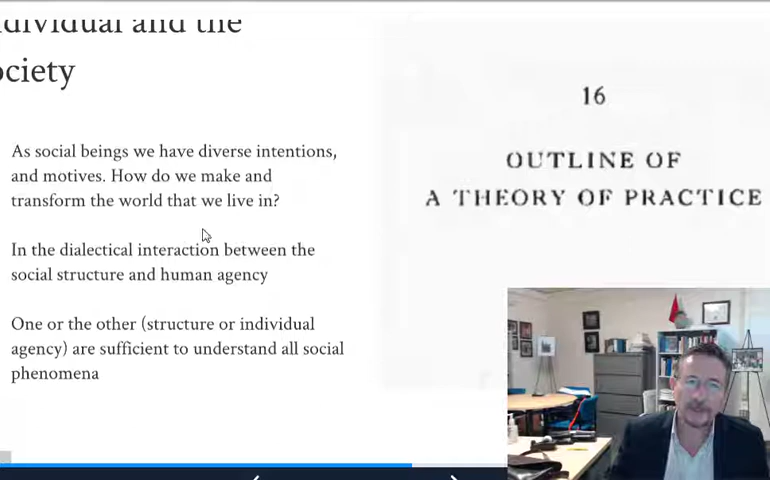 dividual and the
ociety
As social beings we have diverse intentions,
and motives. How do we make and
transform the world that we live in?
In the dialectical interaction between the
social structure and human agency
One or the other (structure or individual
agency) are sufficient to understand all social
phenomena
16
OUTLINE OF
A THEORY OF PRACTICE